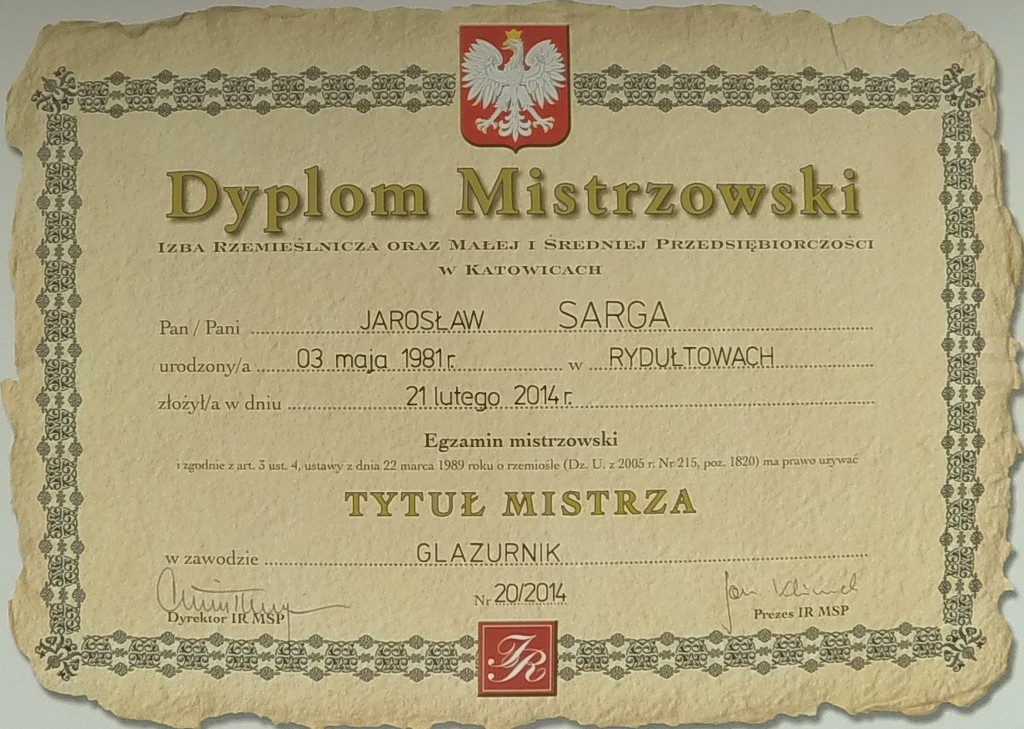 Dyplom Mistrzowski
Izba Rzemieślnicza oraz Małej i Średniej Przedsiębiorczości
w Katowicach
Pan / Pani JAROSŁAW SARGA
urodzony/a 03 maja 1981 r. w RYDUŁTOWACH
złożył/a w dniu 21 lutego 2014 r.
Egzamin mistrzowski
i zgodnie z art. 3 ust. 4, ustawy z dnia 22 marca 1989 roku o rzemiośle (Dz. U. z 2005 r. Nr 215, poz. 1820) ma prawo używać
TYTUŁ MISTRZA
w zawodzie GLAZURNIK
Nr 20/2014
Dyrektor IR MSP
Prezes IR MSP
IR